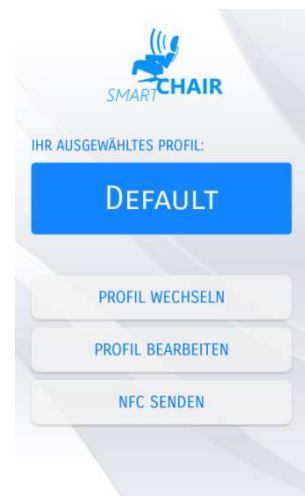 SMART CHAIR
IHR AUSGEWÄHLTES PROFIL:
DEFAULT
PROFIL WECHSELN
PROFIL BEARBEITEN
NFC SENDEN